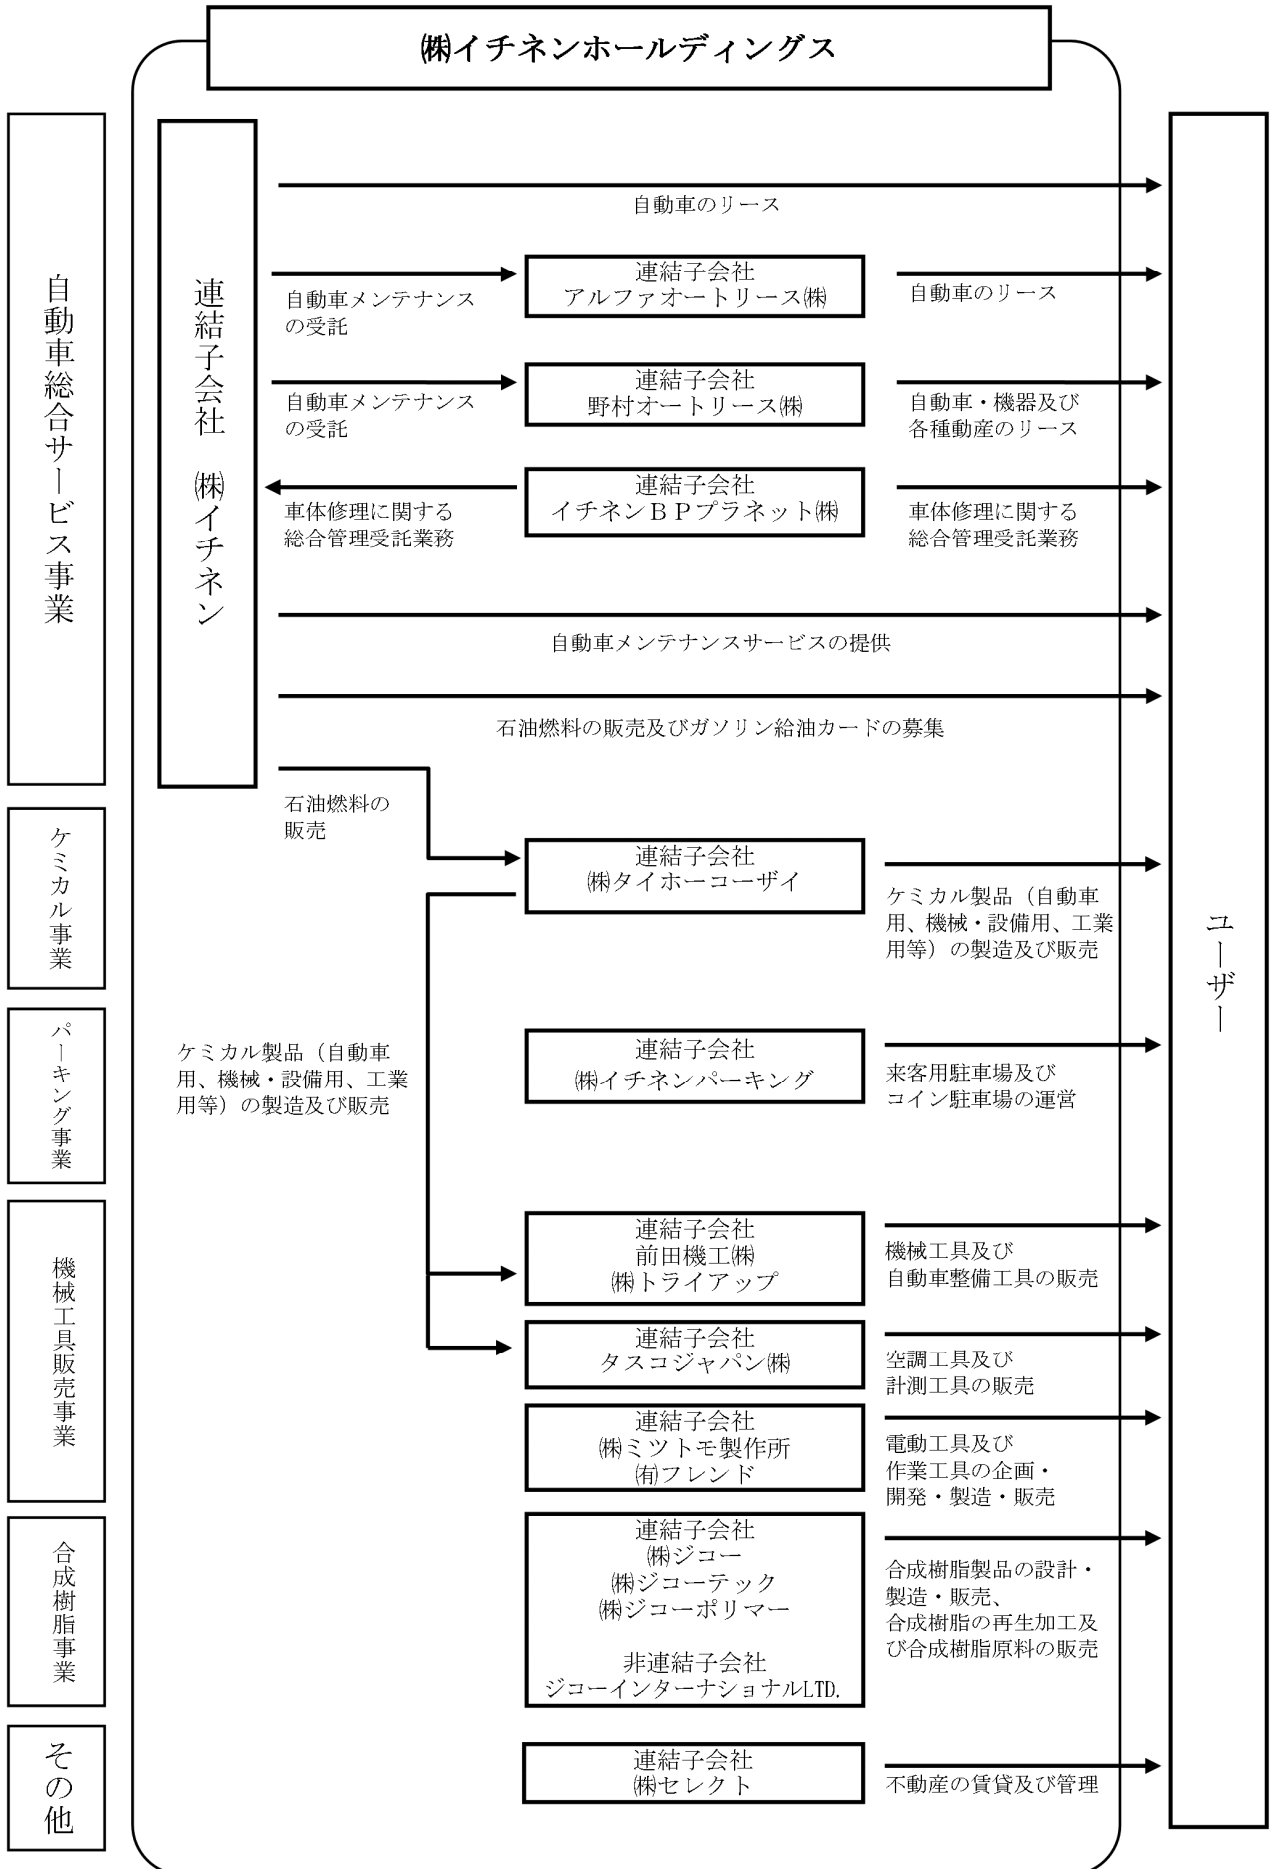 ㈱イチネンホールディングス
自動車総合サービス事業
連結子会社　㈱イチネン
自動車のリース
自動車メンテナンス
の受託
連結子会社
アルファオートリース㈱
自動車のリース
自動車メンテナンス
の受託
連結子会社
野村オートリース㈱
自動車・機器及び
各種動産のリース
車体修理に関する
総合管理受託業務
連結子会社
イチネンＢＰプラネット㈱
車体修理に関する
総合管理受託業務
自動車メンテナンスサービスの提供
石油燃料の販売及びガソリン給油カードの募集
石油燃料の
販売
ユーザー
ケミカル事業
連結子会社
㈱タイホーコーザイ
ケミカル製品（自動車
用、機械・設備用、工業
用等）の製造及び販売
パーキング事業
ケミカル製品（自動車
用、機械・設備用、工業
用等）の製造及び販売
連結子会社
㈱イチネンパーキング
来客用駐車場及び
コイン駐車場の運営
機械工具販売事業
連結子会社
前田機工㈱
㈱トライアップ
機械工具及び
自動車整備工具の販売
連結子会社
タスコジャパン㈱
空調工具及び
計測工具の販売
連結子会社
㈱ミツトモ製作所
㈲フレンド
電動工具及び
作業工具の企画・
開発・製造・販売
合成樹脂事業
連結子会社
㈱ジコー
㈱ジコーテック
㈱ジコーポリマー
非連結子会社
ジコーインターナショナルLTD.
合成樹脂製品の設計・
製造・販売、
合成樹脂の再生加工及
び合成樹脂原料の販売
その他
連結子会社
㈱セレクト
不動産の賃貸及び管理